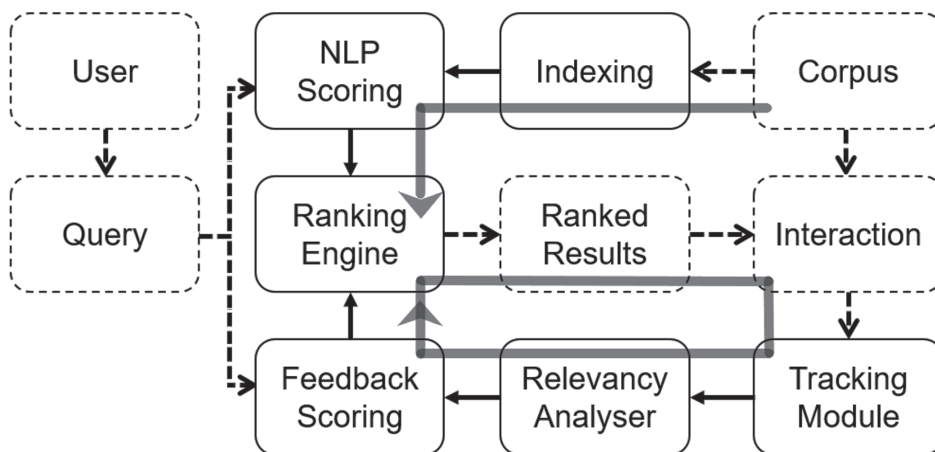 User
NLP
Scoring
Indexing
Corpus
Query
Ranking
Engine
Ranked
Results
Interaction
Feedback
Scoring
Relevancy
Analyser
Tracking
Module